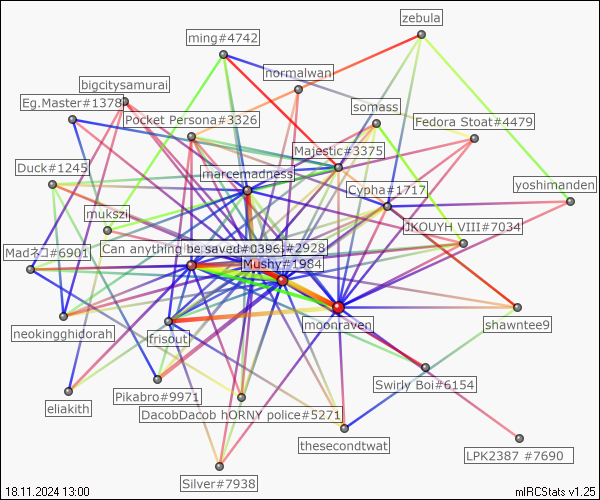 zebula
ming#4742
normalwan
bigcitysamurai
Eg.Master#1378
somass
Pocket Persona#3326
Fedora Stoat#4479
Majestic#3375
Duck#1245
marcemadness
Cypha#1717
yoshimanden
mukszi
JKOUYH VIII#7034
Madネコ#6901
Can anything be saved#0396
#2928
Mushy#1984
neokingghidorah
frisout
moonraven
shawntee9
Swirly Boi#6154
eliakith
Pikabro#9971
DacobDacob hORNY police#5271
thesecondtwat
LPK2387 #7690
Silver#7938
18.11.2024 13:00
mIRCStats v1.25